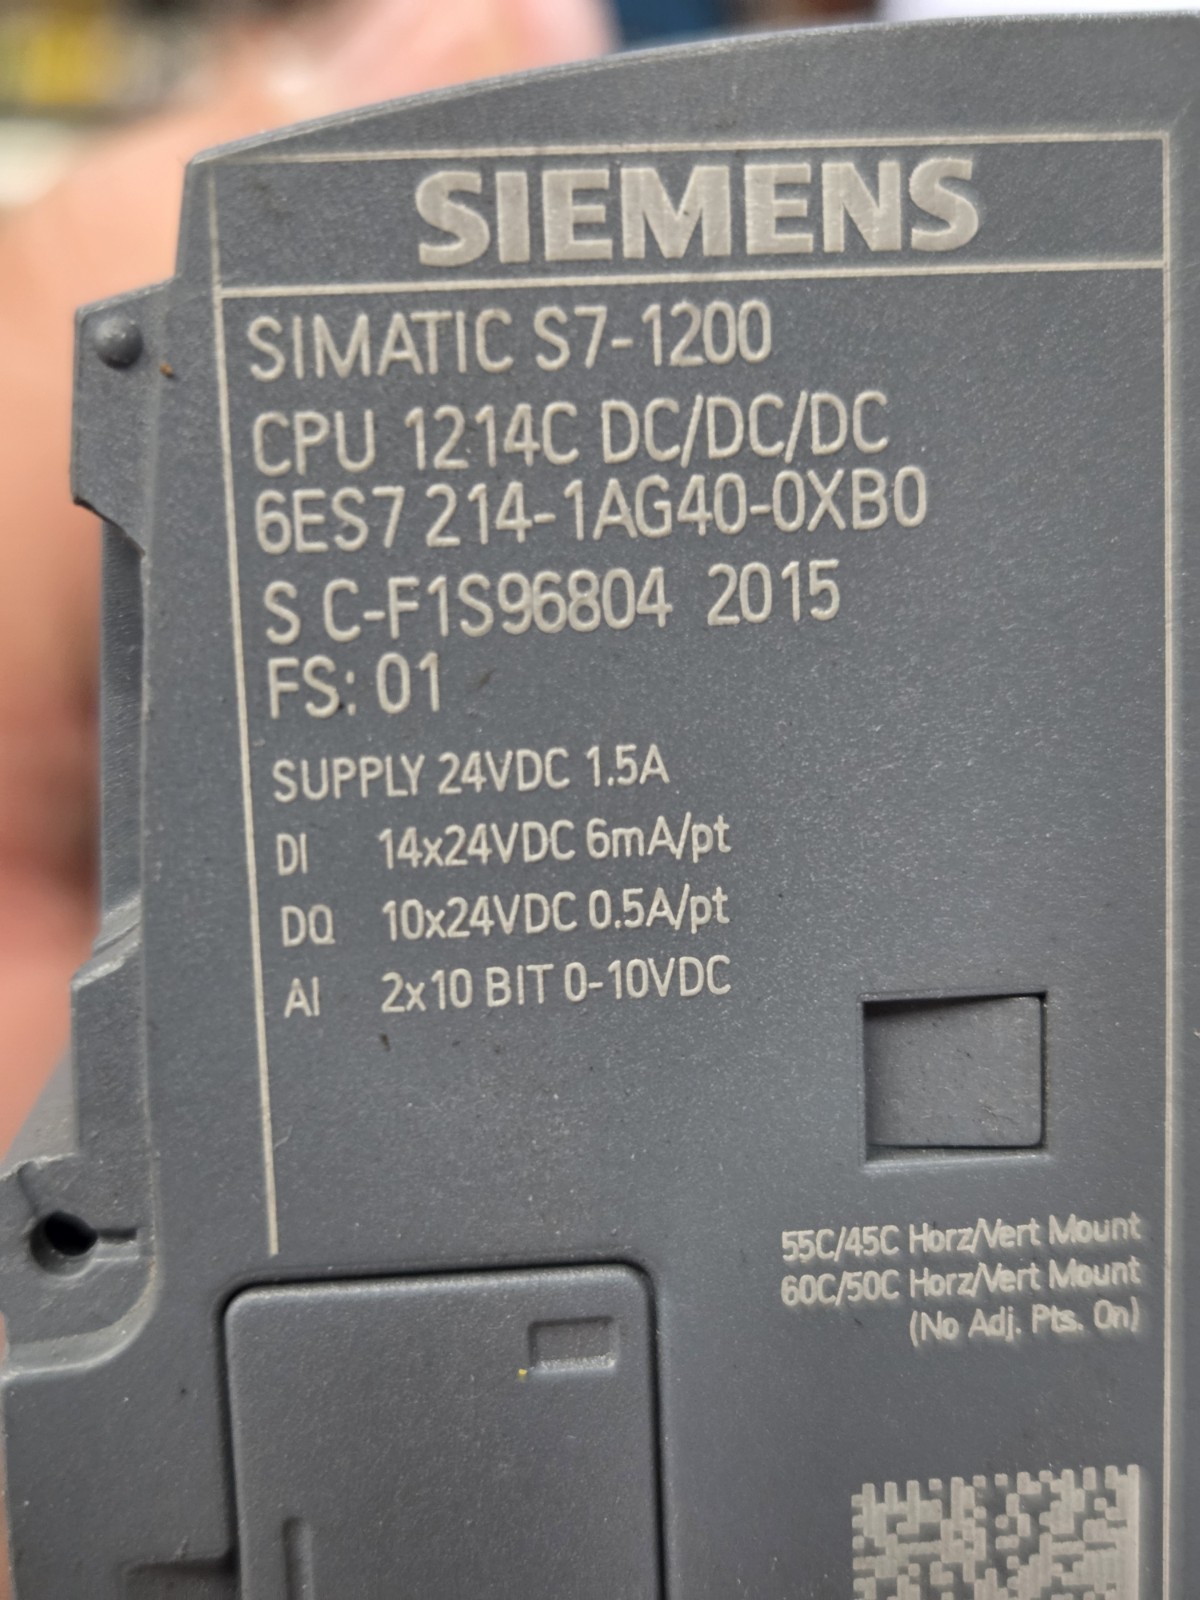 SIEMENS
SIMATIC S7-1200
CPU 1214C DC/DC/DC
6ES7 214-1AG40-0XB0
S C-F1S96804 2015
FS: 01
SUPPLY 24VDC 1.5A
DI 14x24VDC 6mA/pt
DQ 10x24VDC 0.5A/pt
AI 2x10 BIT 0-10VDC
55C/45C Horz/Vert Mount
60C/50C Horz/Vert Mount
(No Adj. Pts. On)